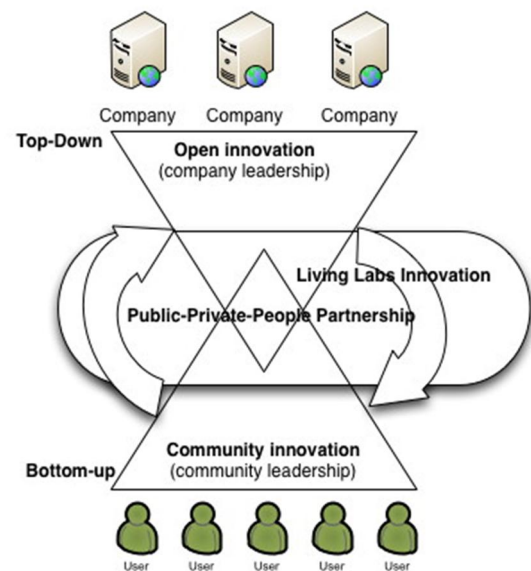 Company Company Company
Top-Down
Open innovation
(company leadership)
Living Labs Innovation
Public-Private-People Partnership
Community innovation
(community leadership)
Bottom-up
User User User User User